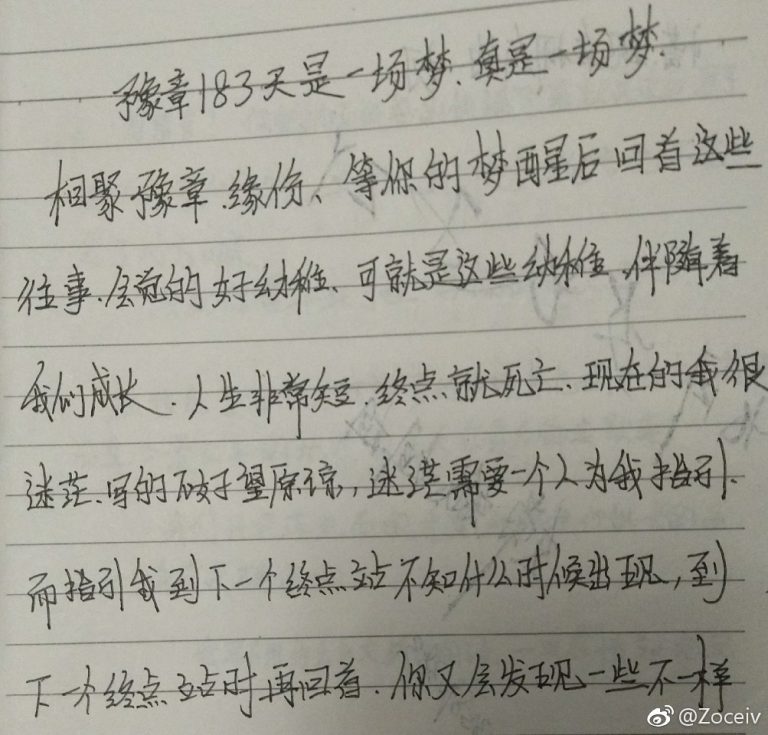 豫章183天是一场梦、真是一场梦.
相聚豫章.缘份、等你的梦醒后回首这些
往事、会觉的好幼稚、可就是这些幼稚.伴随着
我们成长.人生非常短.终点就死亡、现在的我很
迷茫、写的不好望原谅,迷茫需要一个人为我指引.
而指引我到下一个终点站不知什么时候出现,到
下一个终点站时再回首.你又会发现一些不一样
@Zoceiv